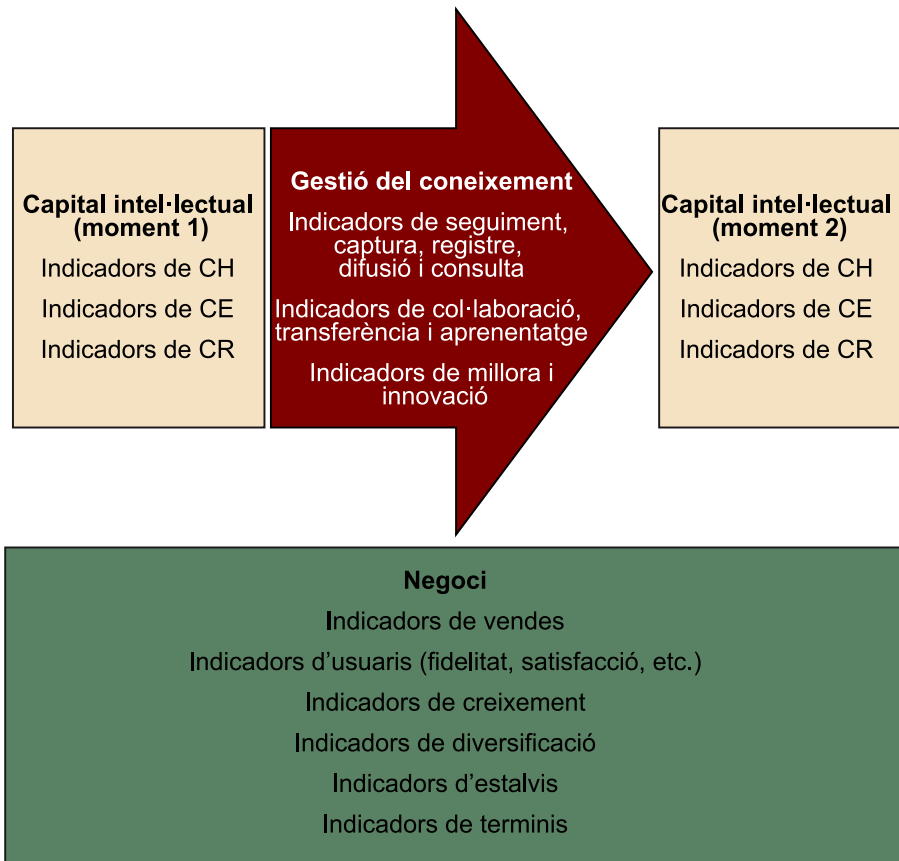 Capital intel·lectual
(moment 1)
Indicadors de CH
Indicadors de CE
Indicadors de CR
Gestió del coneixement
Indicadors de seguiment,
captura, registre,
difusió i consulta
Indicadors de col·laboració,
transferència i aprenentatge
Indicadors de millora i
innovació
Capital intel·lectual
(moment 2)
Indicadors de CH
Indicadors de CE
Indicadors de CR
Negoci
Indicadors de vendes
Indicadors d’usuaris (fidelitat, satisfacció, etc.)
Indicadors de creixement
Indicadors de diversificació
Indicadors d’estalvis
Indicadors de terminis